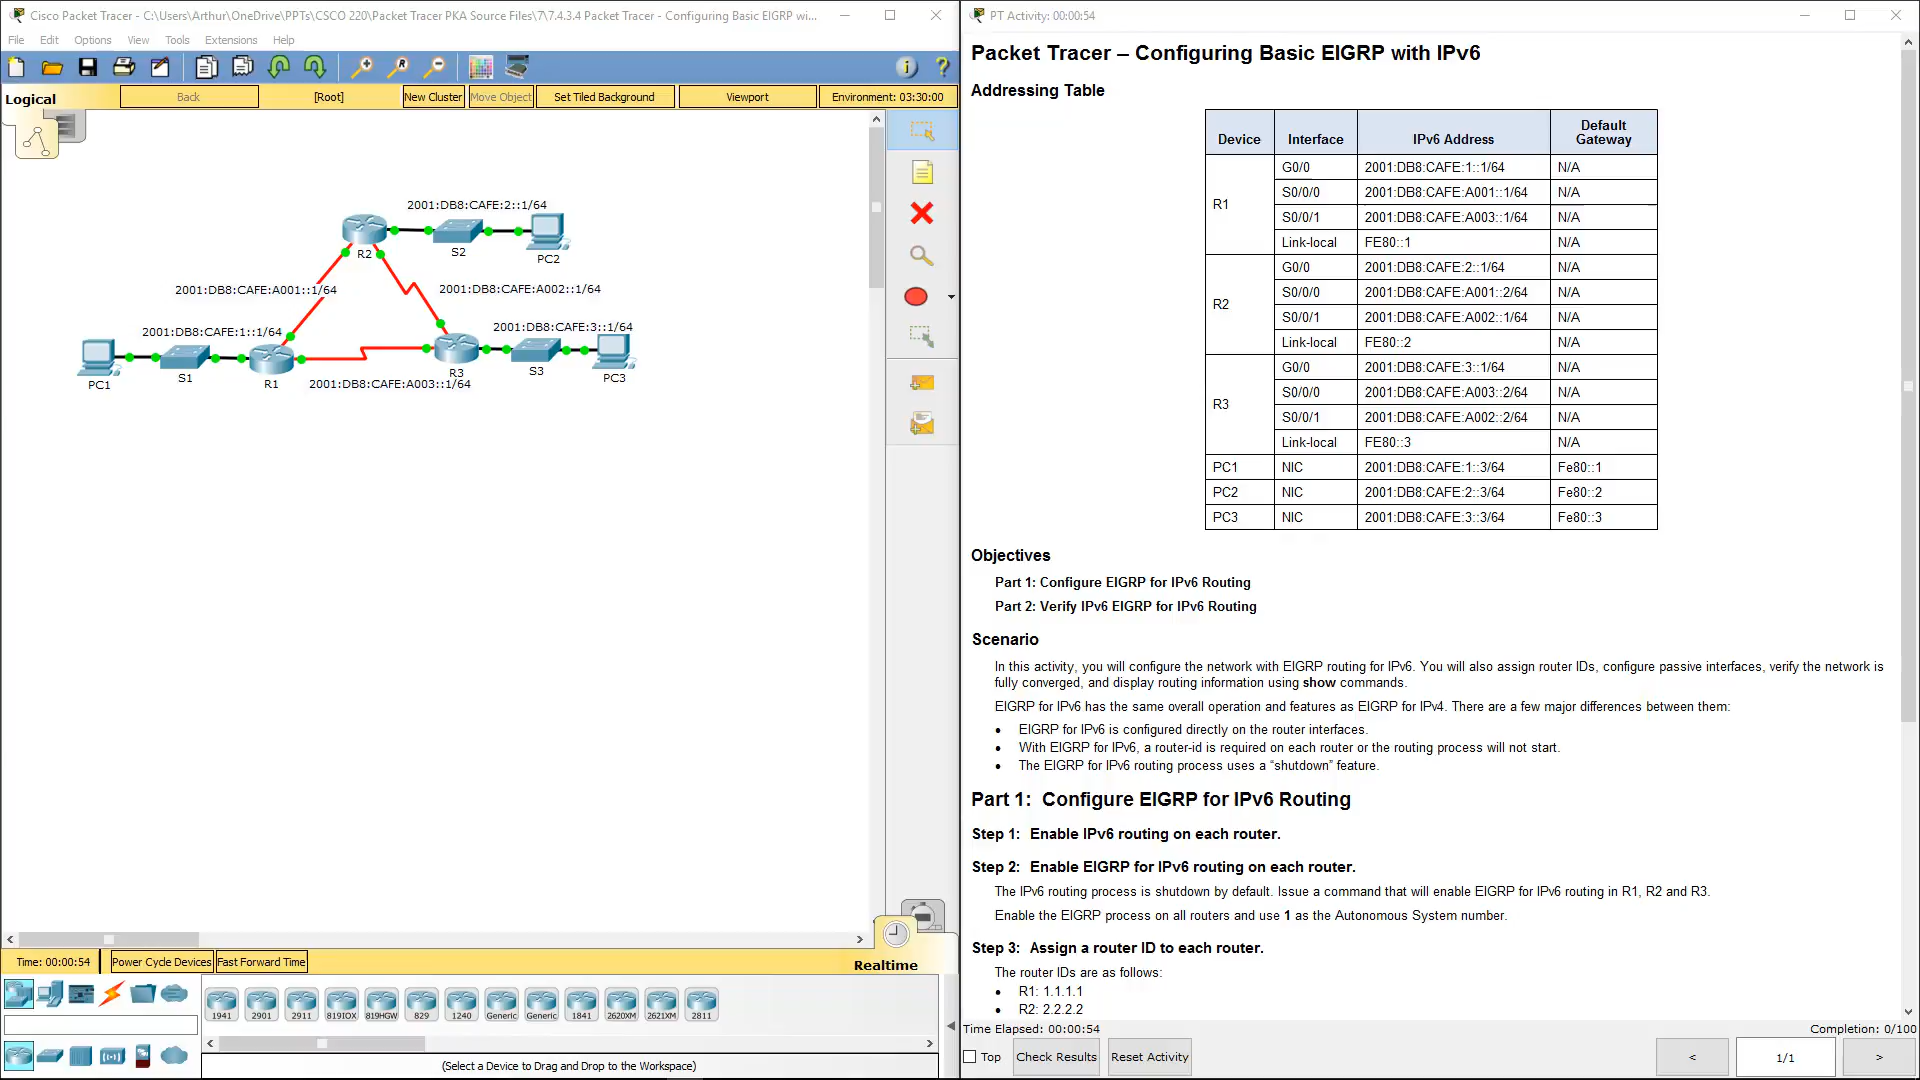 Cisco Packet Tracer - C:\Users\Arthur\OneDrive\PPTs\CSCO 220\Packet Tracer PKA Source Files\7\7.4.3.4 Packet Tracer - Configuring Basic EIGRP wi...
File Edit Options View Tools Extensions Help
Logical
Back
[Root]
New Cluster
Move Object
Set Tiled Background
Viewport
Environment: 03:30:00
2001:DB8:CAFE:2::1/64
R2
S2
PC2
2001:DB8:CAFE:A001::1/64
2001:DB8:CAFE:A002::1/64
2001:DB8:CAFE:1::1/64
2001:DB8:CAFE:3::1/64
PC1
S1
R1
R3
S3
PC3
2001:DB8:CAFE:A003::1/64
Time: 00:00:54
Power Cycle Devices
Fast Forward Time
Realtime
1941
2901
2911
819IOX
819HGW
829
1240
Generic
Generic
1841
2620XM
2621XM
2811
(Select a Device to Drag and Drop to the Workspace)
PT Activity: 00:00:54
Packet Tracer – Configuring Basic EIGRP with IPv6
Addressing Table
Device Interface IPv6 Address Default Gateway
R1
G0/0 2001:DB8:CAFE:1::1/64 N/A
S0/0/0 2001:DB8:CAFE:A001::1/64 N/A
S0/0/1 2001:DB8:CAFE:A003::1/64 N/A
Link-local FE80::1 N/A
R2
G0/0 2001:DB8:CAFE:2::1/64 N/A
S0/0/0 2001:DB8:CAFE:A001::2/64 N/A
S0/0/1 2001:DB8:CAFE:A002::1/64 N/A
Link-local FE80::2 N/A
R3
G0/0 2001:DB8:CAFE:3::1/64 N/A
S0/0/0 2001:DB8:CAFE:A003::2/64 N/A
S0/0/1 2001:DB8:CAFE:A002::2/64 N/A
Link-local FE80::3 N/A
PC1 NIC 2001:DB8:CAFE:1::3/64 Fe80::1
PC2 NIC 2001:DB8:CAFE:2::3/64 Fe80::2
PC3 NIC 2001:DB8:CAFE:3::3/64 Fe80::3
Objectives
Part 1: Configure EIGRP for IPv6 Routing
Part 2: Verify IPv6 EIGRP for IPv6 Routing
Scenario
In this activity, you will configure the network with EIGRP routing for IPv6. You will also assign router IDs, configure passive interfaces, verify the network is
fully converged, and display routing information using show commands.
EIGRP for IPv6 has the same overall operation and features as EIGRP for IPv4. There are a few major differences between them:
• EIGRP for IPv6 is configured directly on the router interfaces.
• With EIGRP for IPv6, a router-id is required on each router or the routing process will not start.
• The EIGRP for IPv6 routing process uses a “shutdown” feature.
Part 1: Configure EIGRP for IPv6 Routing
Step 1: Enable IPv6 routing on each router.
Step 2: Enable EIGRP for IPv6 routing on each router.
The IPv6 routing process is shutdown by default. Issue a command that will enable EIGRP for IPv6 routing in R1, R2 and R3.
Enable the EIGRP process on all routers and use 1 as the Autonomous System number.
Step 3: Assign a router ID to each router.
The router IDs are as follows:
• R1: 1.1.1.1
• R2: 2.2.2.2
Time Elapsed: 00:00:54
Completion: 0/100
Top
Check Results
Reset Activity
<
1/1
>